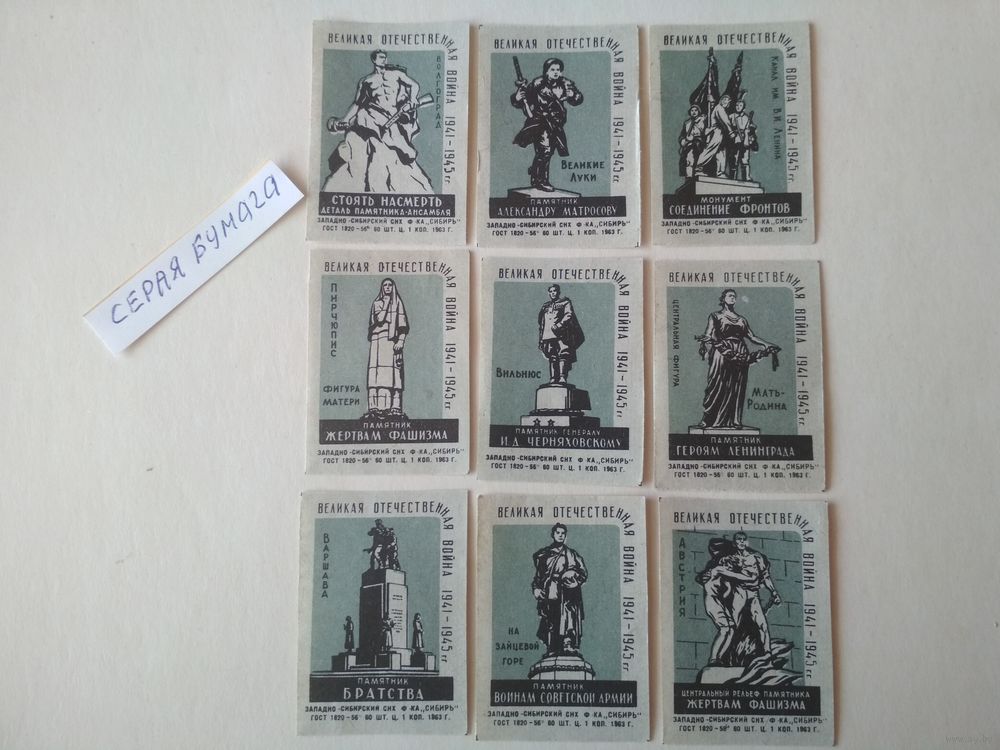 СЕРАЯ БУМАГА
ВЕЛИКАЯ ОТЕЧЕСТВЕННАЯ ВОЙНА 1941-1945 гг.
ВОЛГОГРАД
СТОЯТЬ НАСМЕРТЬ
ДЕТАЛЬ ПАМЯТНИКА-АНСАМБЛЯ
ЗАПАДНО-СИБИРСКИЙ СНХ Ф-КА „СИБИРЬ“
ГОСТ 1820-56° 60 ШТ. Ц. 1 КОП. 1963 Г.
ВЕЛИКАЯ ОТЕЧЕСТВЕННАЯ ВОЙНА 1941-1945 гг.
ВЕЛИКИЕ
ЛУКИ
ПАМЯТНИК
АЛЕКСАНДРУ МАТРОСОВУ
ЗАПАДНО-СИБИРСКИЙ СНХ Ф-КА „СИБИРЬ“
ГОСТ 1820-56° 60 ШТ. Ц. 1 КОП. 1963 Г.
ВЕЛИКАЯ ОТЕЧЕСТВЕННАЯ ВОЙНА 1941-1945 гг.
КАНАЛ ИМ. В.И. ЛЕНИНА
МОНУМЕНТ
СОЕДИНЕНИЕ ФРОНТОВ
ЗАПАДНО-СИБИРСКИЙ СНХ Ф-КА „СИБИРЬ“
ГОСТ 1820-56° 60 ШТ. Ц. 1 КОП. 1963 Г.
ВЕЛИКАЯ ОТЕЧЕСТВЕННАЯ ВОЙНА 1941-1945 гг.
ПИРЧЮПИС
ФИГУРА
МАТЕРИ
ПАМЯТНИК
ЖЕРТВАМ ФАШИЗМА
ЗАПАДНО-СИБИРСКИЙ СНХ Ф-КА „СИБИРЬ“
ГОСТ 1820-56° 60 ШТ. Ц. 1 КОП. 1963 Г.
ВЕЛИКАЯ ОТЕЧЕСТВЕННАЯ ВОЙНА 1941-1945 гг.
ВИЛЬНЮС
ПАМЯТНИК ГЕНЕРАЛУ
И.Д. ЧЕРНЯХОВСКОМУ
ЗАПАДНО-СИБИРСКИЙ СНХ Ф-КА „СИБИРЬ“
ГОСТ 1820-56° 60 ШТ. Ц. 1 КОП. 1963 Г.
ВЕЛИКАЯ ОТЕЧЕСТВЕННАЯ ВОЙНА 1941-1945 гг.
ЦЕНТРАЛЬНАЯ ФИГУРА
МАТЬ-
РОДИНА
ПАМЯТНИК
ГЕРОЯМ ЛЕНИНГРАДА
ЗАПАДНО-СИБИРСКИЙ СНХ Ф-КА „СИБИРЬ“
ГОСТ 1820-56° 60 ШТ. Ц. 1 КОП. 1963 Г.
ВЕЛИКАЯ ОТЕЧЕСТВЕННАЯ ВОЙНА 1941-1945 гг.
ВАРШАВА
ПАМЯТНИК
БРАТСТВА
ЗАПАДНО-СИБИРСКИЙ СНХ Ф-КА „СИБИРЬ“
ГОСТ 1820-56° 60 ШТ. Ц. 1 КОП. 1963 Г.
ВЕЛИКАЯ ОТЕЧЕСТВЕННАЯ ВОЙНА 1941-1945 гг.
НА
ЗАЙЦЕВОЙ
ГОРЕ
ПАМЯТНИК
ВОИНАМ СОВЕТСКОЙ АРМИИ
ЗАПАДНО-СИБИРСКИЙ СНХ Ф-КА „СИБИРЬ“
ГОСТ 1820-56° 60 ШТ. Ц. 1 КОП. 1963 Г.
ВЕЛИКАЯ ОТЕЧЕСТВЕННАЯ ВОЙНА 1941-1945 гг.
АВСТРИЯ
ЦЕНТРАЛЬНЫЙ РЕЛЬЕФ ПАМЯТНИКА
ЖЕРТВАМ ФАШИЗМА
ЗАПАДНО-СИБИРСКИЙ СНХ Ф-КА „СИБИРЬ“
ГОСТ 1820-56° 60 ШТ. Ц. 1 КОП. 1963 Г.